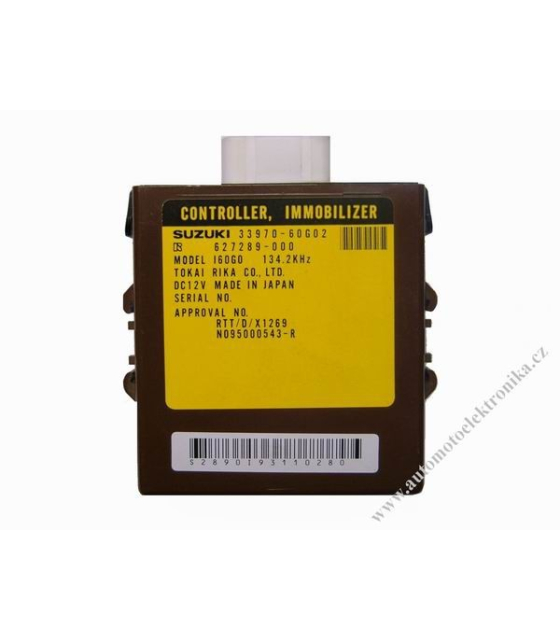 CONTROLLER, IMMOBILIZER
SUZUKI 33970-60G02
627289-000
MODEL I60G0 134.2KHz
TOKAI RIKA CO., LTD.
DC12V MADE IN JAPAN
SERIAL NO.
APPROVAL NO.
RTT/D/X1269
N095000543-R
S2890193110280
www.automotoelektronika.cz